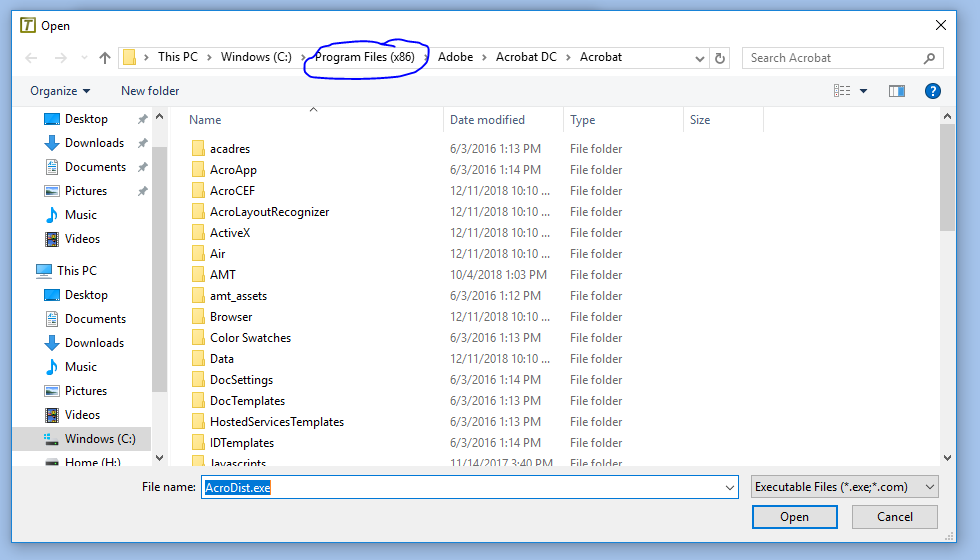 Open
This PC Windows (C:) Program Files (x86) Adobe Acrobat DC Acrobat Search Acrobat
Organize New folder
Name Date modified Type Size
Desktop
Downloads
Documents
Pictures
Music
Videos
This PC
Desktop
Documents
Downloads
Music
Pictures
Videos
Windows (C:)
Home (H:)
acadres 6/3/2016 1:13 PM File folder
AcroApp 6/3/2016 1:14 PM File folder
AcroCEF 12/11/2018 10:10 ... File folder
AcroLayoutRecognizer 12/11/2018 10:10 ... File folder
ActiveX 12/11/2018 10:10 ... File folder
Air 12/11/2018 10:10 ... File folder
AMT 10/4/2018 1:03 PM File folder
amt_assets 6/3/2016 1:12 PM File folder
Browser 12/11/2018 10:10 ... File folder
Color Swatches 6/3/2016 1:13 PM File folder
Data 12/11/2018 10:10 ... File folder
DocSettings 6/3/2016 1:14 PM File folder
DocTemplates 6/3/2016 1:13 PM File folder
HostedServicesTemplates 6/3/2016 1:13 PM File folder
IDTemplates 6/3/2016 1:14 PM File folder
Javascripts 11/14/2017 3:40 PM File folder
File name: AcroDist.exe Executable Files (*.exe;*.com)
Open Cancel